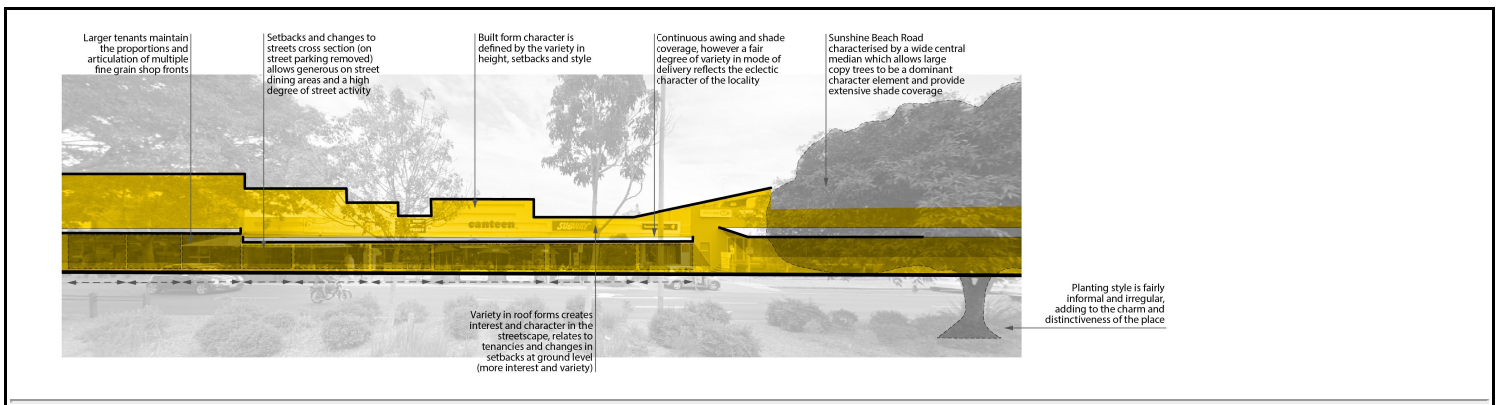 Larger tenants maintain
the proportions and
articulation of multiple
fine grain shop fronts
Setbacks and changes to
streets cross section (on
street parking removed)
allows generous on street
dining areas and a high
degree of street activity
Built form character is
defined by the variety in
height, setbacks and style
Continuous awing and shade
coverage, however a fair
degree of variety in mode of
delivery reflects the eclectic
character of the locality
Sunshine Beach Road
characterised by a wide central
median which allows large
copy trees to be a dominant
character element and provide
extensive shade coverage
canteen
SUBWAY
Variety in roof forms creates
interest and character in the
streetscape, relates to
tenancies and changes in
setbacks at ground level
(more interest and variety)
Planting style is fairly
informal and irregular,
adding to the charm and
distinctiveness of the place